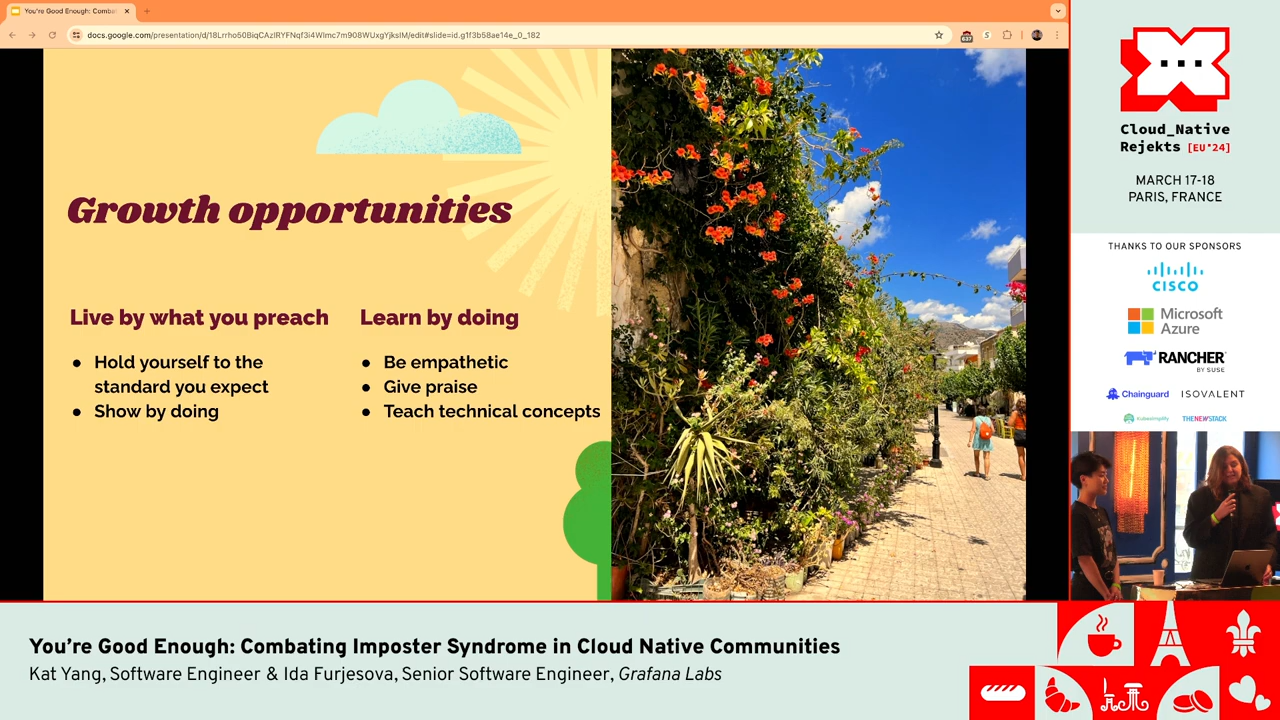 You're Good Enough: Comba
docs.google.com/presentation/d/18Lrrho50BiqCAzIRYFNqf3i4Wlmc7m908WUxgYjksIM/edit#slide=id.g1f3b58ae14e_0_182
637
S
Growth opportunities
Live by what you preach
● Hold yourself to the
standard you expect
● Show by doing
Learn by doing
● Be empathetic
● Give praise
● Teach technical concepts
Cloud_Native
Rejekts [EU'24]
MARCH 17-18
PARIS, FRANCE
THANKS TO OUR SPONSORS
CISCO
Microsoft
Azure
RANCHER
BY SUSE
Chainguard ISOVALENT
Kubesimplify THENEWSTACK
You're Good Enough: Combating Imposter Syndrome in Cloud Native Communities
Kat Yang, Software Engineer & Ida Furjesova, Senior Software Engineer, Grafana Labs